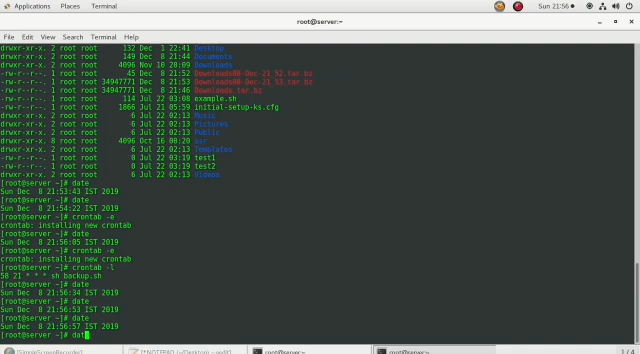 Applications Places Terminal Sun 21:56
root@server:~
File Edit View Search Terminal Help
drwxr-xr-x. 2 root root 132 Dec 1 22:41 Desktop
drwxr-xr-x. 2 root root 149 Dec 8 21:44 Documents
drwxr-xr-x. 2 root root 4096 Nov 10 20:09 Downloads
-rw-r--r--. 1 root root 45 Dec 8 21:52 Downloads08-Dec-21_52.tar.bz
-rw-r--r--. 1 root root 34947771 Dec 8 21:53 Downloads08-Dec-21_53.tar.bz
-rw-r--r--. 1 root root 34947771 Dec 8 21:46 Downloads.tar.bz
-rw-r--r--. 1 root root 114 Jul 22 03:08 example.sh
-rw-r--r--. 1 root root 1866 Jul 21 05:59 initial-setup-ks.cfg
drwxr-xr-x. 2 root root 6 Jul 22 02:13 Music
drwxr-xr-x. 2 root root 6 Jul 22 02:13 Pictures
drwxr-xr-x. 2 root root 6 Jul 22 02:13 Public
drwxr-xr-x. 8 root root 4096 Oct 16 00:20
drwxr-xr-x. 2 root root 6 Jul 22 02:13 Templates
-rw-r--r--. 1 root root 0 Jul 22 03:19 test1
-rw-r--r--. 1 root root 0 Jul 22 03:19 test2
drwxr-xr-x. 2 root root 6 Jul 22 02:13 Videos
[root@server ~]# date
Sun Dec 8 21:53:43 IST 2019
[root@server ~]# date
Sun Dec 8 21:54:22 IST 2019
[root@server ~]# crontab -e
crontab: installing new crontab
[root@server ~]# date
Sun Dec 8 21:56:05 IST 2019
[root@server ~]# crontab -e
crontab: installing new crontab
[root@server ~]# crontab -l
58 21 * * * sh backup.sh
[root@server ~]# date
Sun Dec 8 21:56:34 IST 2019
[root@server ~]# date
Sun Dec 8 21:56:53 IST 2019
[root@server ~]# date
Sun Dec 8 21:56:57 IST 2019
[root@server ~]# dat
[SimpleScreenRecorder] [*NOTEPAD (~/Desktop) - gedit] root@server:~ root@server:~ 1 / 4